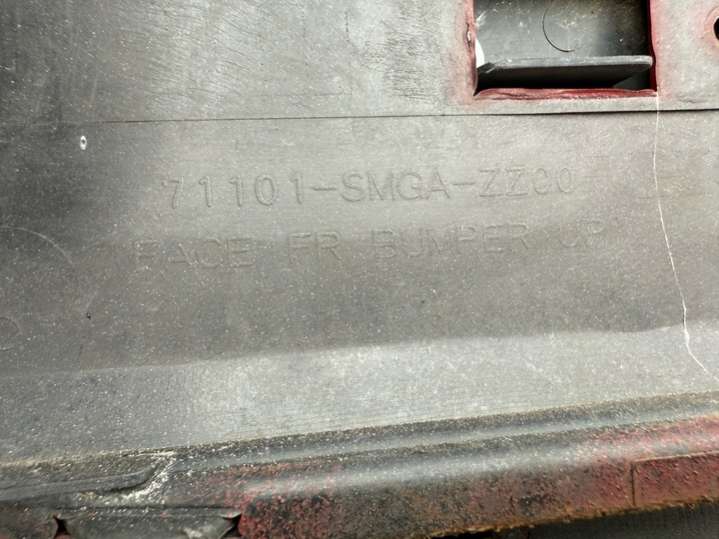 71101-SMGA-ZZ00
FACE FR BUMPER UP